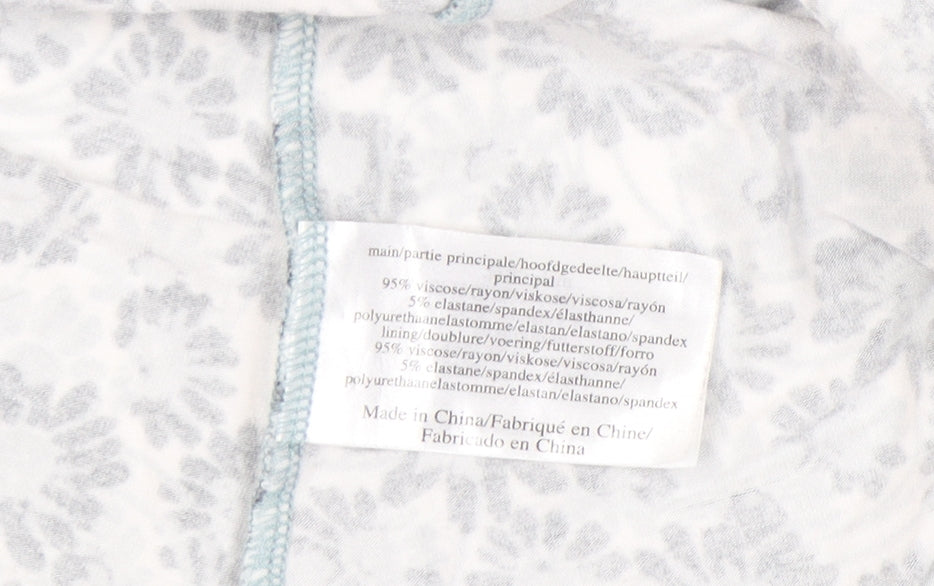 main/partie principale/hoofdgedeelte/hauptteil/
principal
95% viscose/rayon/viskose/viscosa/rayón
5% elastane/spandex/élasthanne/
polyurethaanelastomme/elastan/elastano/spandex
lining/doublure/voering/futterstoff/forro
95% viscose/rayon/viskose/viscosa/rayón
5% elastane/spandex/élasthanne/
polyurethaanelastomme/elastan/elastano/spandex
Made in China/Fabriqué en Chine/
Fabricado en China